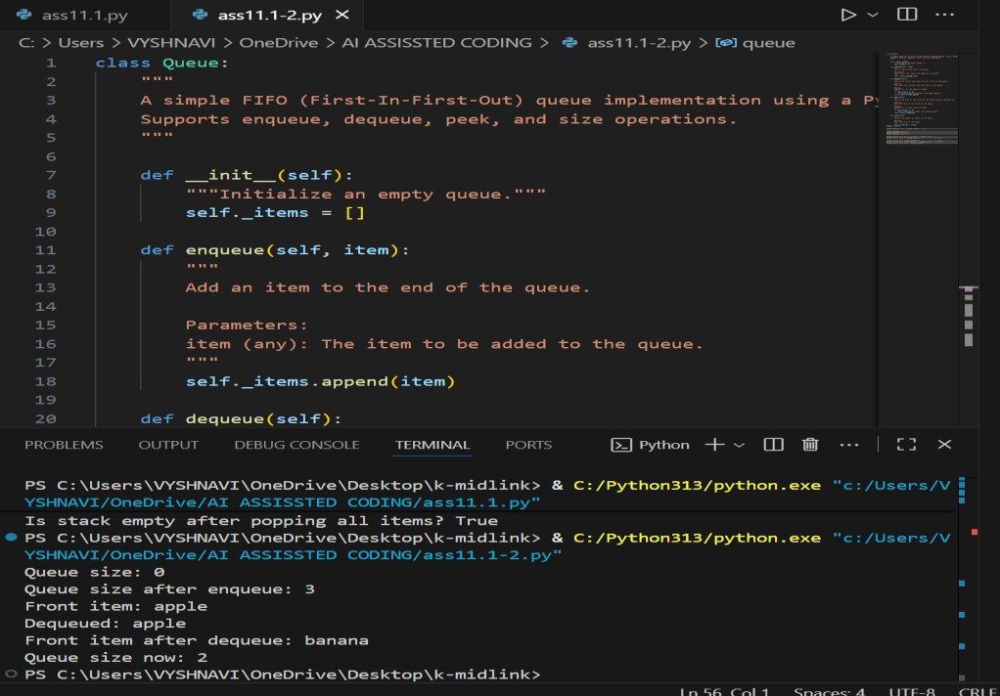 ass11.1.py
ass11.1-2.py
C: > Users > VYSHNAVI > OneDrive > AI ASSISSTED CODING > ass11.1-2.py > queue
1 class Queue:
2 """
3 A simple FIFO (First-In-First-Out) queue implementation using a Py
4 Supports enqueue, dequeue, peek, and size operations.
5 """
6
7 def __init__(self):
8 """Initialize an empty queue."""
9 self._items = []
10
11 def enqueue(self, item):
12 """
13 Add an item to the end of the queue.
14
15 Parameters:
16 item (any): The item to be added to the queue.
17 """
18 self._items.append(item)
19
20 def dequeue(self):
PROBLEMS OUTPUT DEBUG CONSOLE TERMINAL PORTS Python
PS C:\Users\VYSHNAVI\OneDrive\Desktop\k-midlink> & C:/Python313/python.exe "c:/Users/V
YSHNAVI/OneDrive/AI ASSISSTED CODING/ass11.1.py"
Is stack empty after popping all items? True
PS C:\Users\VYSHNAVI\OneDrive\Desktop\k-midlink> & C:/Python313/python.exe "c:/Users/V
YSHNAVI/OneDrive/AI ASSISSTED CODING/ass11.1-2.py"
Queue size: 0
Queue size after enqueue: 3
Front item: apple
Dequeued: apple
Front item after dequeue: banana
Queue size now: 2
PS C:\Users\VYSHNAVI\OneDrive\Desktop\k-midlink>
Ln 56, Col 1 Spaces: 4 UTF-8 CRLF